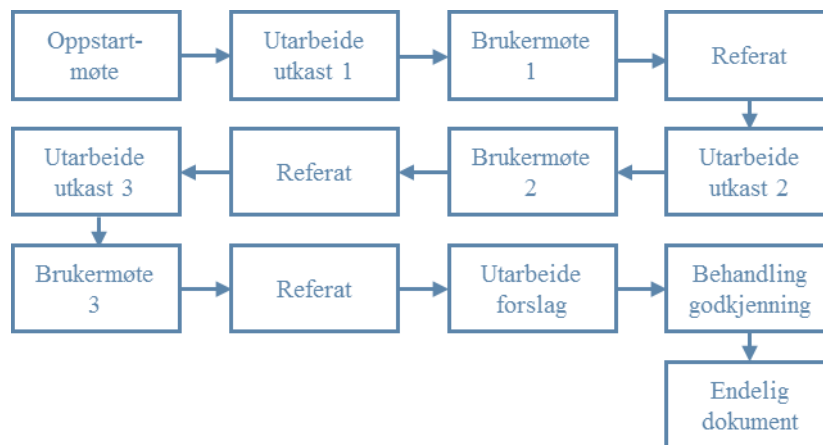 Oppstart-
møte
Utarbeide
utkast 1
Brukermøte
1
Referat
Utarbeide
utkast 2
Brukermøte
2
Referat
Utarbeide
utkast 3
Brukermøte
3
Referat
Utarbeide
forslag
Behandling
godkjenning
Endelig
dokument